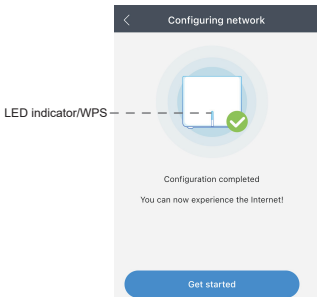 Configuring network
LED indicator/WPS
Configuration completed
You can now experience the Internet!
Get started